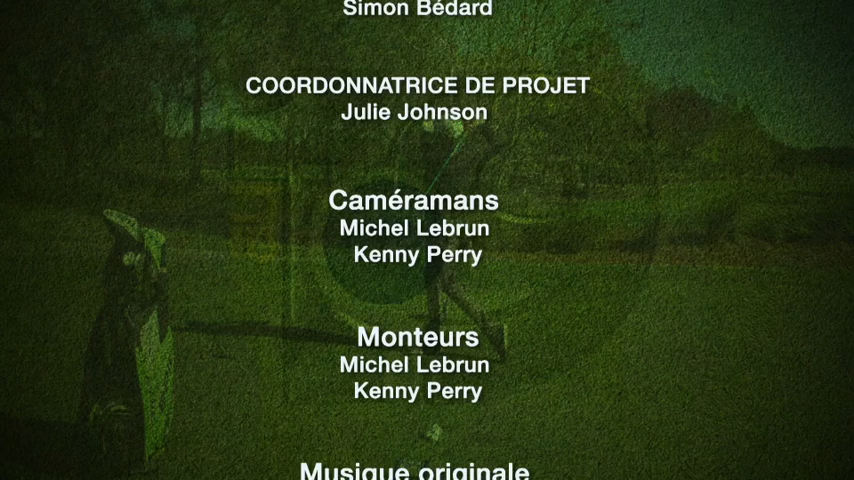 Simon Bédard
COORDONNATRICE DE PROJET
Julie Johnson
Caméramans
Michel Lebrun
Kenny Perry
Monteurs
Michel Lebrun
Kenny Perry
Musique originale